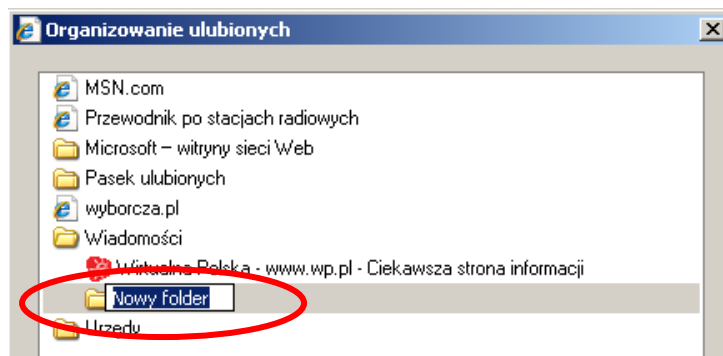 Organizowanie ulubionych
MSN.com
Przewodnik po stacjach radiowych
Microsoft – witryny sieci Web
Pasek ulubionych
wyborcza.pl
Wiadomości
Wirtualna Polska - www.wp.pl - Ciekawsza strona informacji
Nowy folder
Urzędy